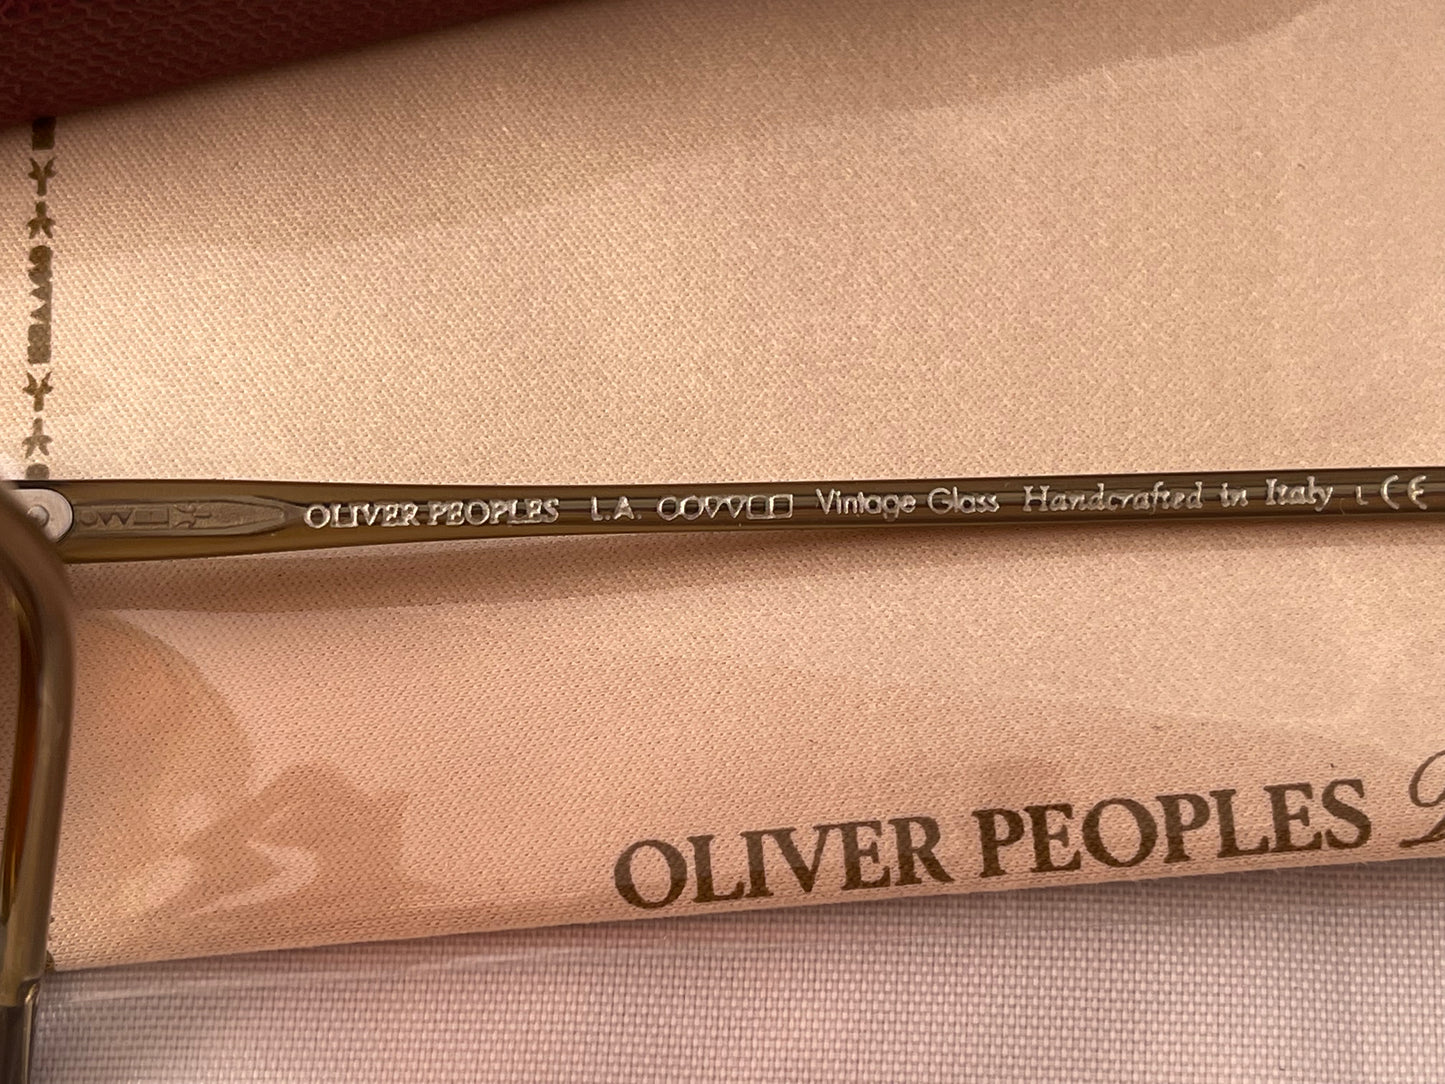 OLIVER PEOPLES L.A. Vintage Glass Handcrafted in Italy L CE
OLIVER PEOPLES